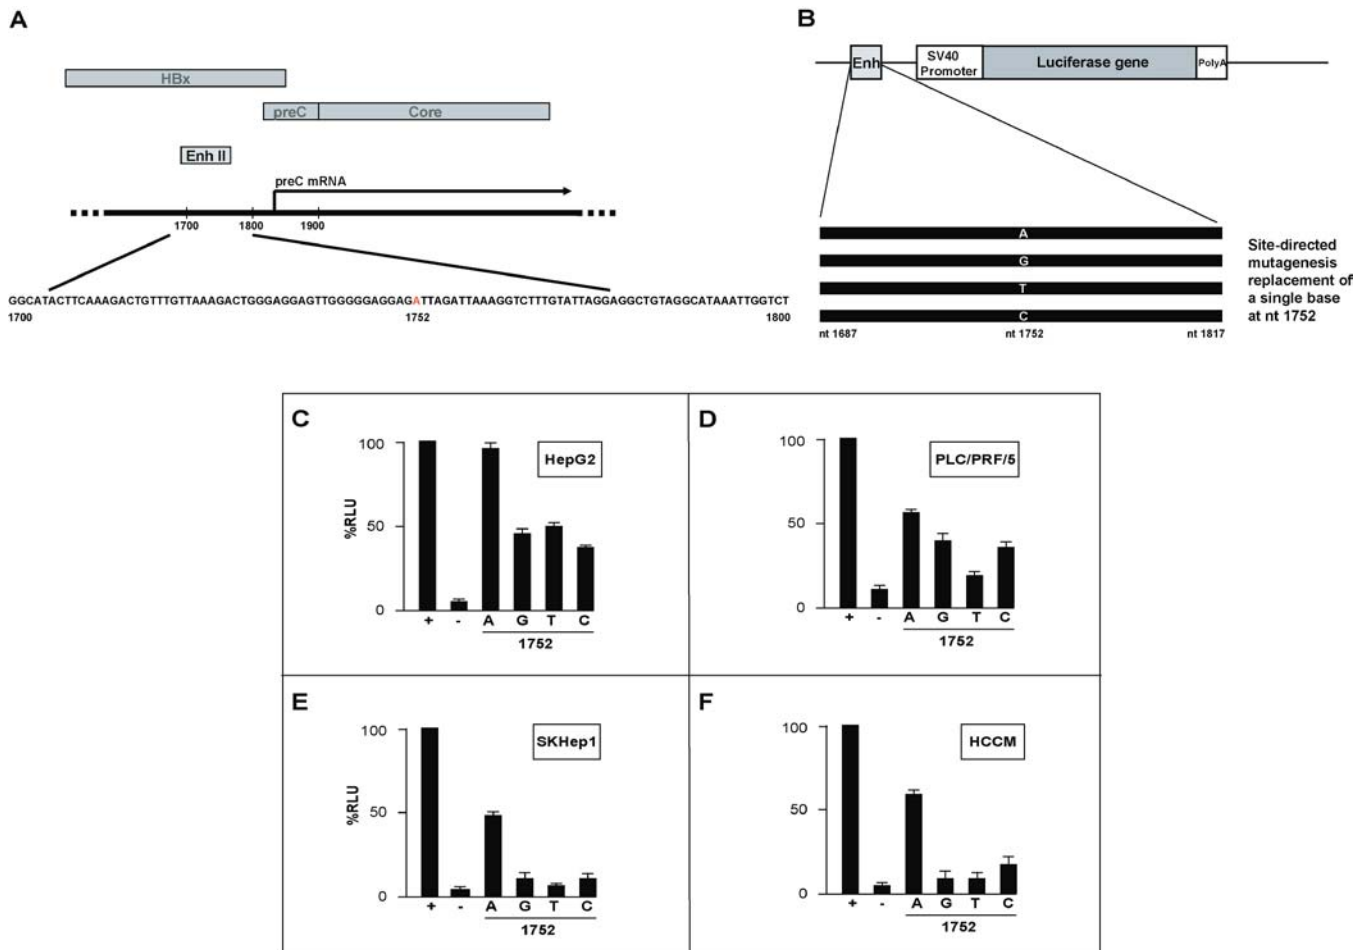 A
HBx
preC Core
Enh II
preC mRNA
1700 1800 1900
GGCATACTTCAAAGACTGTTTGTTAAAGACTGGGAGGAGTTGGGGGAGGAGATTAGATTAAAGGTCTTTGTATTAGGAGGCTGTAGGCATAAATTGGTCT
1700 1752 1800
B
Enh
SV40
Promoter
Luciferase gene
PolyA
A
G
T
C
nt 1687 nt 1752 nt 1817
Site-directed
mutagenesis
replacement of
a single base
at nt 1752
C
HepG2
%RLU
100
50
0
+ - A G T C
1752
D
PLC/PRF/5
100
50
0
+ - A G T C
1752
E
SKHep1
%RLU
100
50
0
+ - A G T C
1752
F
HCCM
100
50
0
+ - A G T C
1752